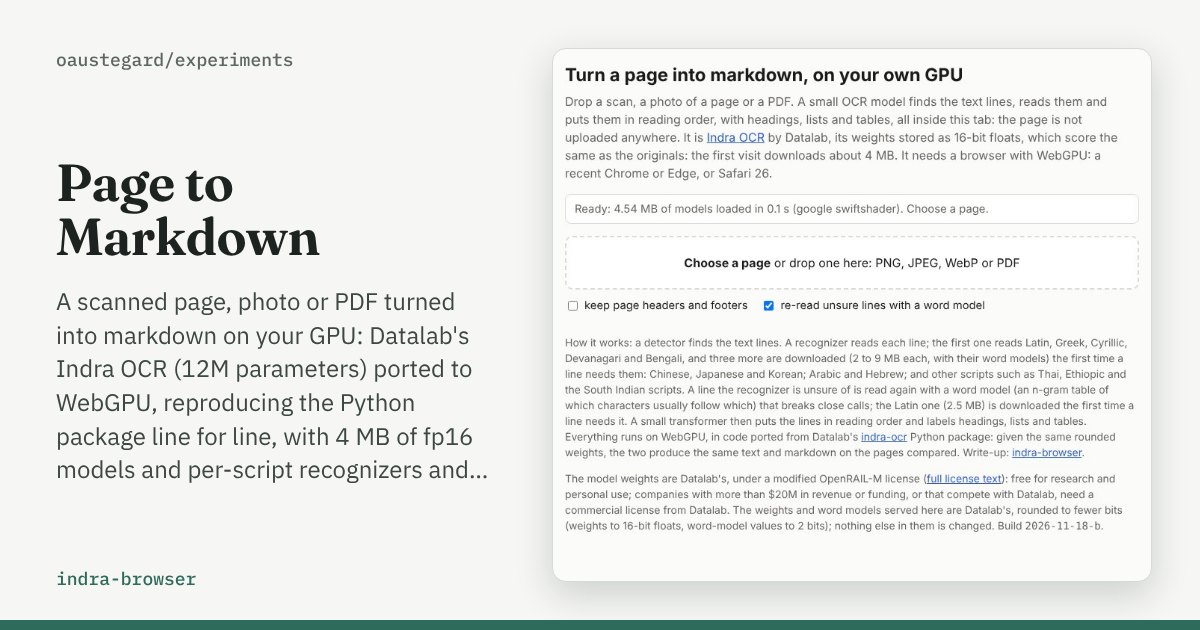 oaustegard/experiments
Page to
Markdown
A scanned page, photo or PDF turned
into markdown on your GPU: Datalab's
Indra OCR (12M parameters) ported to
WebGPU, reproducing the Python
package line for line, with 4 MB of fp16
models and per-script recognizers and...
indra-browser
Turn a page into markdown, on your own GPU
Drop a scan, a photo of a page or a PDF. A small OCR model finds the text lines, reads them and
puts them in reading order, with headings, lists and tables, all inside this tab: the page is not
uploaded anywhere. It is Indra OCR by Datalab, its weights stored as 16-bit floats, which score the
same as the originals: the first visit downloads about 4 MB. It needs a browser with WebGPU: a
recent Chrome or Edge, or Safari 26.
Ready: 4.54 MB of models loaded in 0.1 s (google swiftshader). Choose a page.
Choose a page or drop one here: PNG, JPEG, WebP or PDF
keep page headers and footers re-read unsure lines with a word model
How it works: a detector finds the text lines. A recognizer reads each line; the first one reads Latin, Greek, Cyrillic,
Devanagari and Bengali, and three more are downloaded (2 to 9 MB each, with their word models) the first time a
line needs them: Chinese, Japanese and Korean; Arabic and Hebrew; and other scripts such as Thai, Ethiopic and
the South Indian scripts. A line the recognizer is unsure of is read again with a word model (an n-gram table of
which characters usually follow which) that breaks close calls; the Latin one (2.5 MB) is downloaded the first time a
line needs it. A small transformer then puts the lines in reading order and labels headings, lists and tables.
Everything runs on WebGPU, in code ported from Datalab's indra-ocr Python package: given the same rounded
weights, the two produce the same text and markdown on the pages compared. Write-up: indra-browser.
The model weights are Datalab's, under a modified OpenRAIL-M license (full license text): free for research and
personal use; companies with more than $20M in revenue or funding, or that compete with Datalab, need a
commercial license from Datalab. The weights and word models served here are Datalab's, rounded to fewer bits
(weights to 16-bit floats, word-model values to 2 bits); nothing else in them is changed. Build 2026-11-18-b.